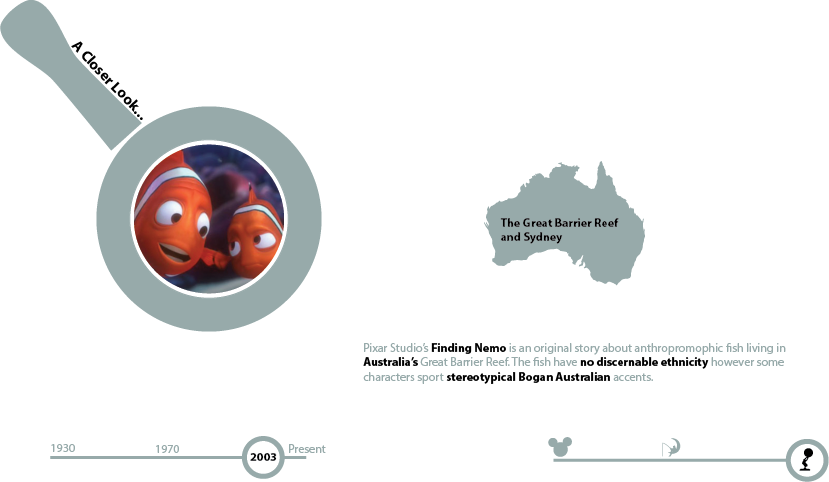 A Closer Look...
The Great Barrier Reef
and Sydney
Pixar Studio's Finding Nemo is an original story about anthropromophic fish living in
Australia's Great Barrier Reef. The fish have no discernable ethnicity however some
characters sport stereotypical Bogan Australian accents.
1930
1970
2003
Present